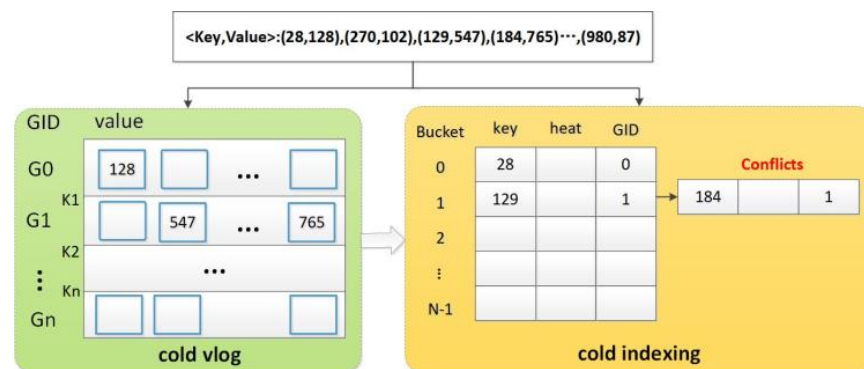 <Key,Value>:(28,128),(270,102),(129,547),(184,765)···,(980,87)
GID value
G0 128 ...
K1
G1 547 ... 765
K2
⋮ ...
Kn
Gn
cold vlog
Bucket key heat GID
0 28 0
Conflicts
1 129 1 184 1
2
⋮
N-1
cold indexing